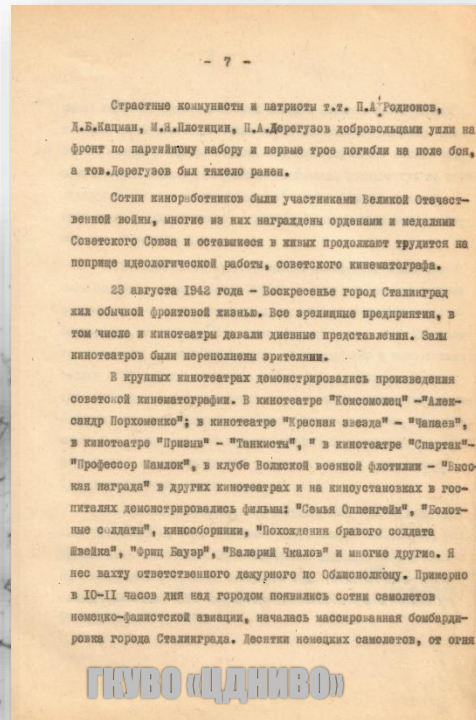 - 7 -
Страстные коммунисты и патриоты т.т. П.А.Родионов,
Д.Б.Кацман, М.Я.Плотицин, П.А.Дерегузов добровольцами ушли на
фронт по партийному набору и первые трое погибли на поле боя,
а тов.Дерегузов был тяжело ранен.
Сотни киноработников были участниками Великой Отечест-
венной войны, многие из них награждены орденами и медалями
Советского Союза и оставшиеся в живых продолжают трудится на
поприще идеологической работы, советского кинематографа.
23 августа 1942 года - Воскресенье город Сталинград
жил обычной фронтовой жизнью. Все зрелищные предприятия, в
том числе и кинотеатры давали дневные представления. Залы
кинотеатров были переполнены зрителями.
В крупных кинотеатрах демонстрировались произведения
советской кинематографии. В кинотеатре "Комсомолец" -"Алек-
сандр Порхоменко"; в кинотеатре "Красная звезда" - "Чапаев",
в кинотеатре "Призыв" - "Танкисты", " в кинотеатре "Спартак"-
"Профессор Мамлок", в клубе Волжской военной флотилии - "Высо-
кая награда" в других кинотеатрах и на киноустановках в гос-
питалях демонстрировались фильмы: "Семья Оппенгейм", "Болот-
ные солдаты", киносборники, "Похождения бравого солдата
Швейка", "Фриц Бауэр", "Валерий Чкалов" и многие другие. Я
нес вахту ответственного дежурного по Облисполкому. Примерно
в 10-11 часов дня над городом появились сотни самолетов
немецко-фашистской авиации, началась массированная бомбарди-
ровка города Сталинграда. Десятки немецких самолетов, от огня
ГКУВО «ЦДНИВО»